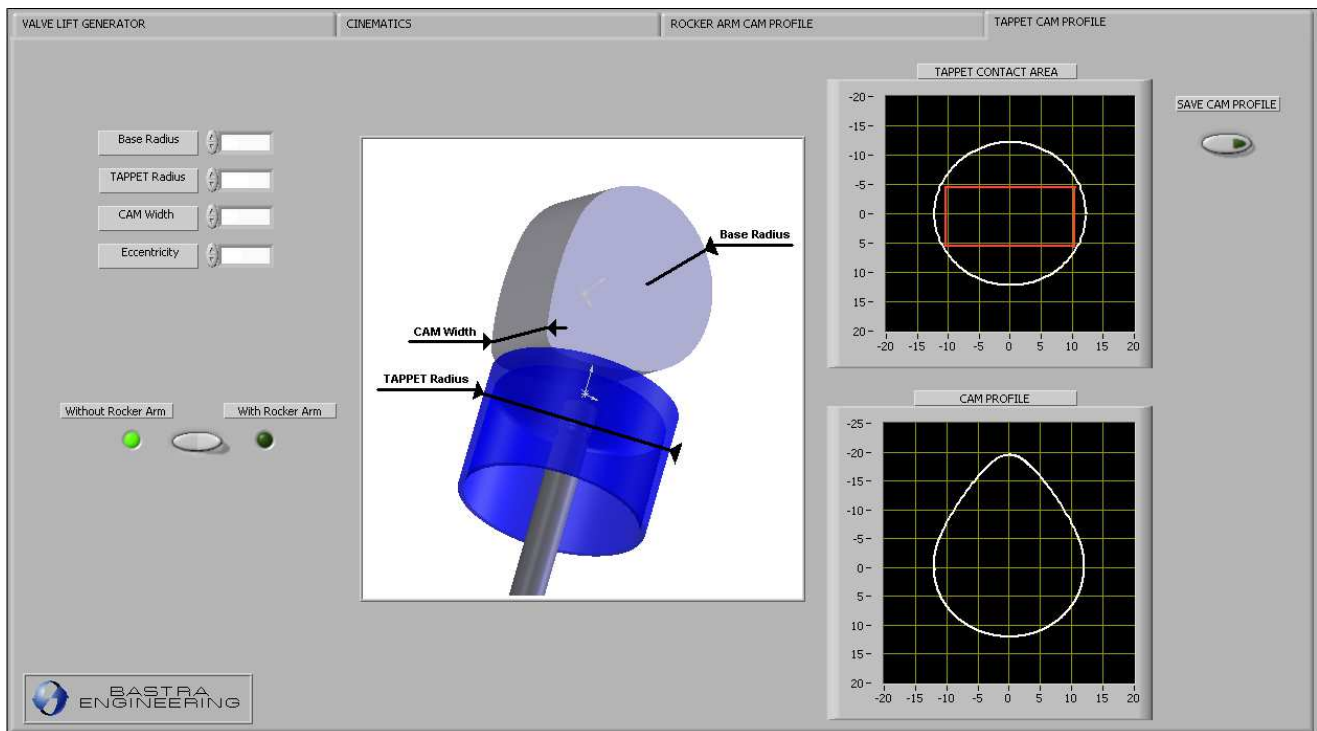 VALVE LIFT GENERATOR
CINEMATICS
ROCKER ARM CAM PROFILE
TAPPET CAM PROFILE
Base Radius
TAPPET Radius
CAM Width
Eccentricity
Without Rocker Arm
With Rocker Arm
Base Radius
CAM Width
TAPPET Radius
TAPPET CONTACT AREA
-20
-15
-10
-5
0
5
10
15
20
-20 -15 -10 -5 0 5 10 15 20
SAVE CAM PROFILE
CAM PROFILE
-25
-20
-15
-10
-5
0
5
10
15
20
-20 -15 -10 -5 0 5 10 15 20
BASTRA
ENGINEERING